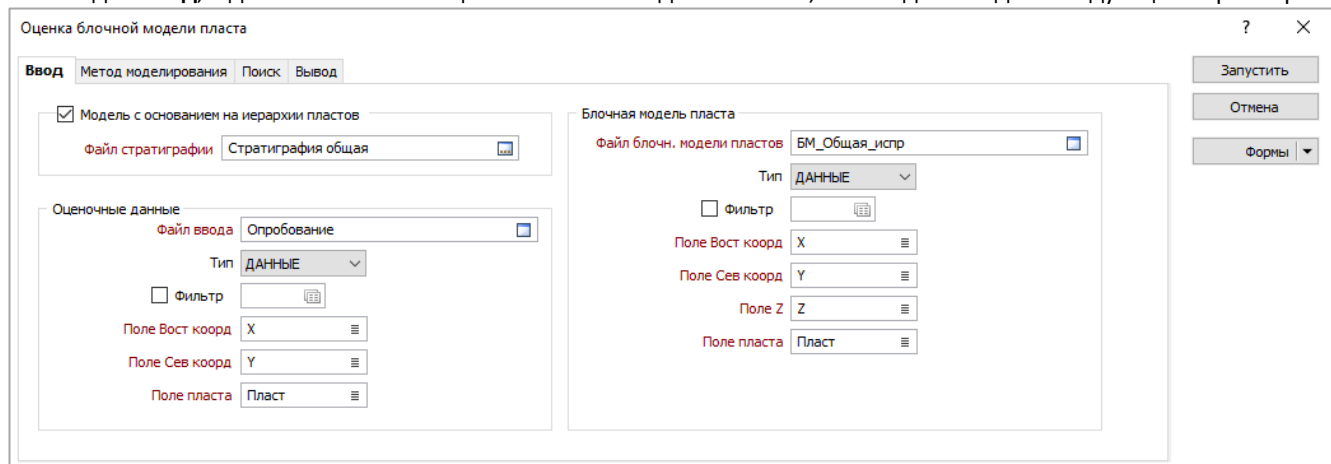 Оценка блочной модели пласта
?
Ввод Метод моделирования Поиск Вывод
Запустить
Отмена
Формы
Модель с основанием на иерархии пластов
Файл стратиграфии Стратиграфия общая
Оценочные данные
Файл ввода Опробование
Тип ДАННЫЕ
Фильтр
Поле Вост коорд X
Поле Сев коорд Y
Поле пласта Пласт
Блочная модель пласта
Файл блочн. модели пластов БМ_Общая_испр
Тип ДАННЫЕ
Фильтр
Поле Вост коорд X
Поле Сев коорд Y
Поле Z Z
Поле пласта Пласт